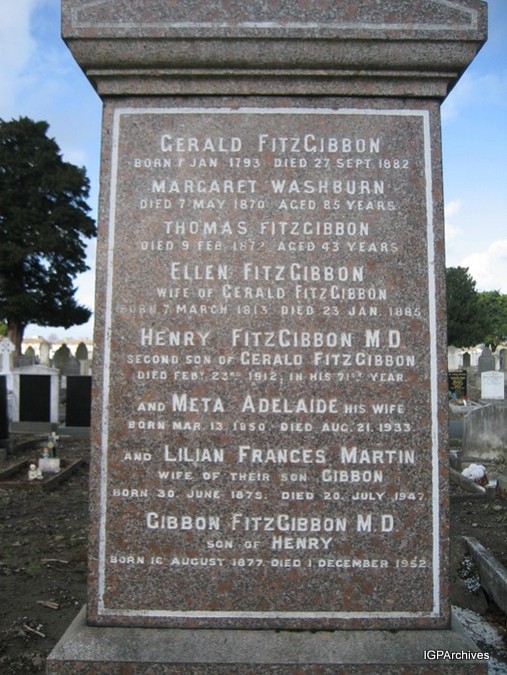 GERALD FITZGIBBON
BORN 1 JAN. 1793. DIED 27 SEPT. 1882.
MARGARET WASHBURN
DIED 7 MAY 1870. AGED 85 YEARS.
THOMAS FITZGIBBON
DIED 9 FEB. 1872. AGED 43 YEARS.
ELLEN FITZGIBBON
WIFE OF GERALD FITZGIBBON
BORN 7 MARCH 1813. DIED 23 JAN. 1885.
HENRY FITZGIBBON M.D.
SECOND SON OF GERALD FITZGIBBON
DIED FEBY. 23RD. 1912, IN HIS 71ST. YEAR.
AND META ADELAIDE HIS WIFE
BORN MAR. 13. 1850. DIED AUG. 21. 1933.
AND LILIAN FRANCES MARTIN
WIFE OF THEIR SON GIBBON
BORN 30. JUNE 1879. DIED 20. JULY 1947.
GIBBON FITZGIBBON M.D
SON OF HENRY
BORN 16 AUGUST 1877. DIED 1 DECEMBER 1952.
IGPArchives